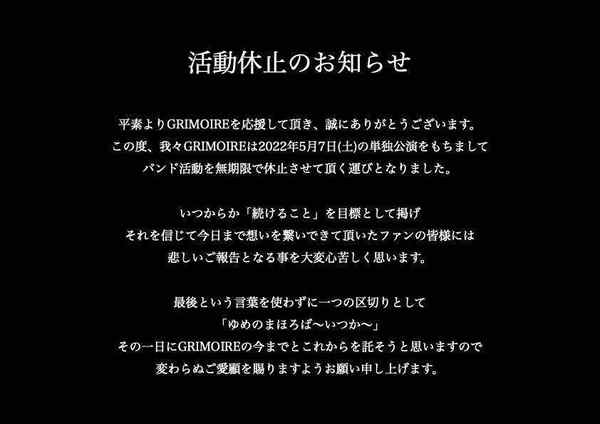 活動休止のお知らせ
平素よりGRIMOIREを応援して頂き、誠にありがとうございます。
この度、我々GRIMOIREは2022年5月7日(土)の単独公演をもちまして
バンド活動を無期限で休止させて頂く運びとなりました。
いつからか「続けること」を目標として掲げ
それを信じて今日まで想いを繋いできて頂いたファンの皆様には
悲しいご報告となる事を大変心苦しく思います。
最後という言葉を使わずに一つの区切りとして
「ゆめのまほろば〜いつか〜」
その一日にGRIMOIREの今までとこれからを託そうと思いますので
変わらぬご愛顧を賜りますようお願い申し上げます。